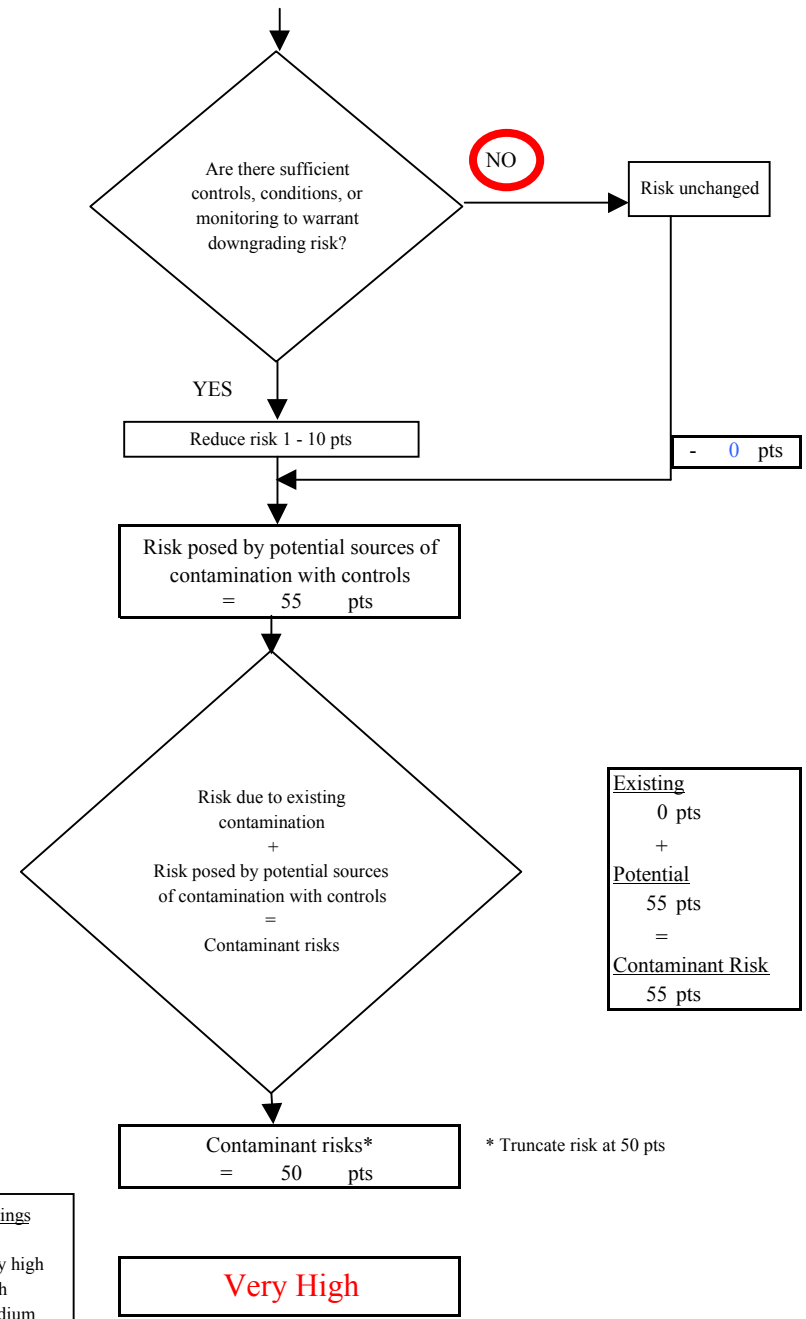 Are there sufficient
controls, conditions, or
monitoring to warrant
downgrading risk?
NO
Risk unchanged
YES
Reduce risk 1 - 10 pts
- 0 pts
Risk posed by potential sources of
contamination with controls
= 55 pts
Risk due to existing
contamination
+
Risk posed by potential sources
of contamination with controls
=
Contaminant risks
Existing
0 pts
+
Potential
55 pts
=
Contaminant Risk
55 pts
Contaminant risks*
= 50 pts
* Truncate risk at 50 pts
high
Very High